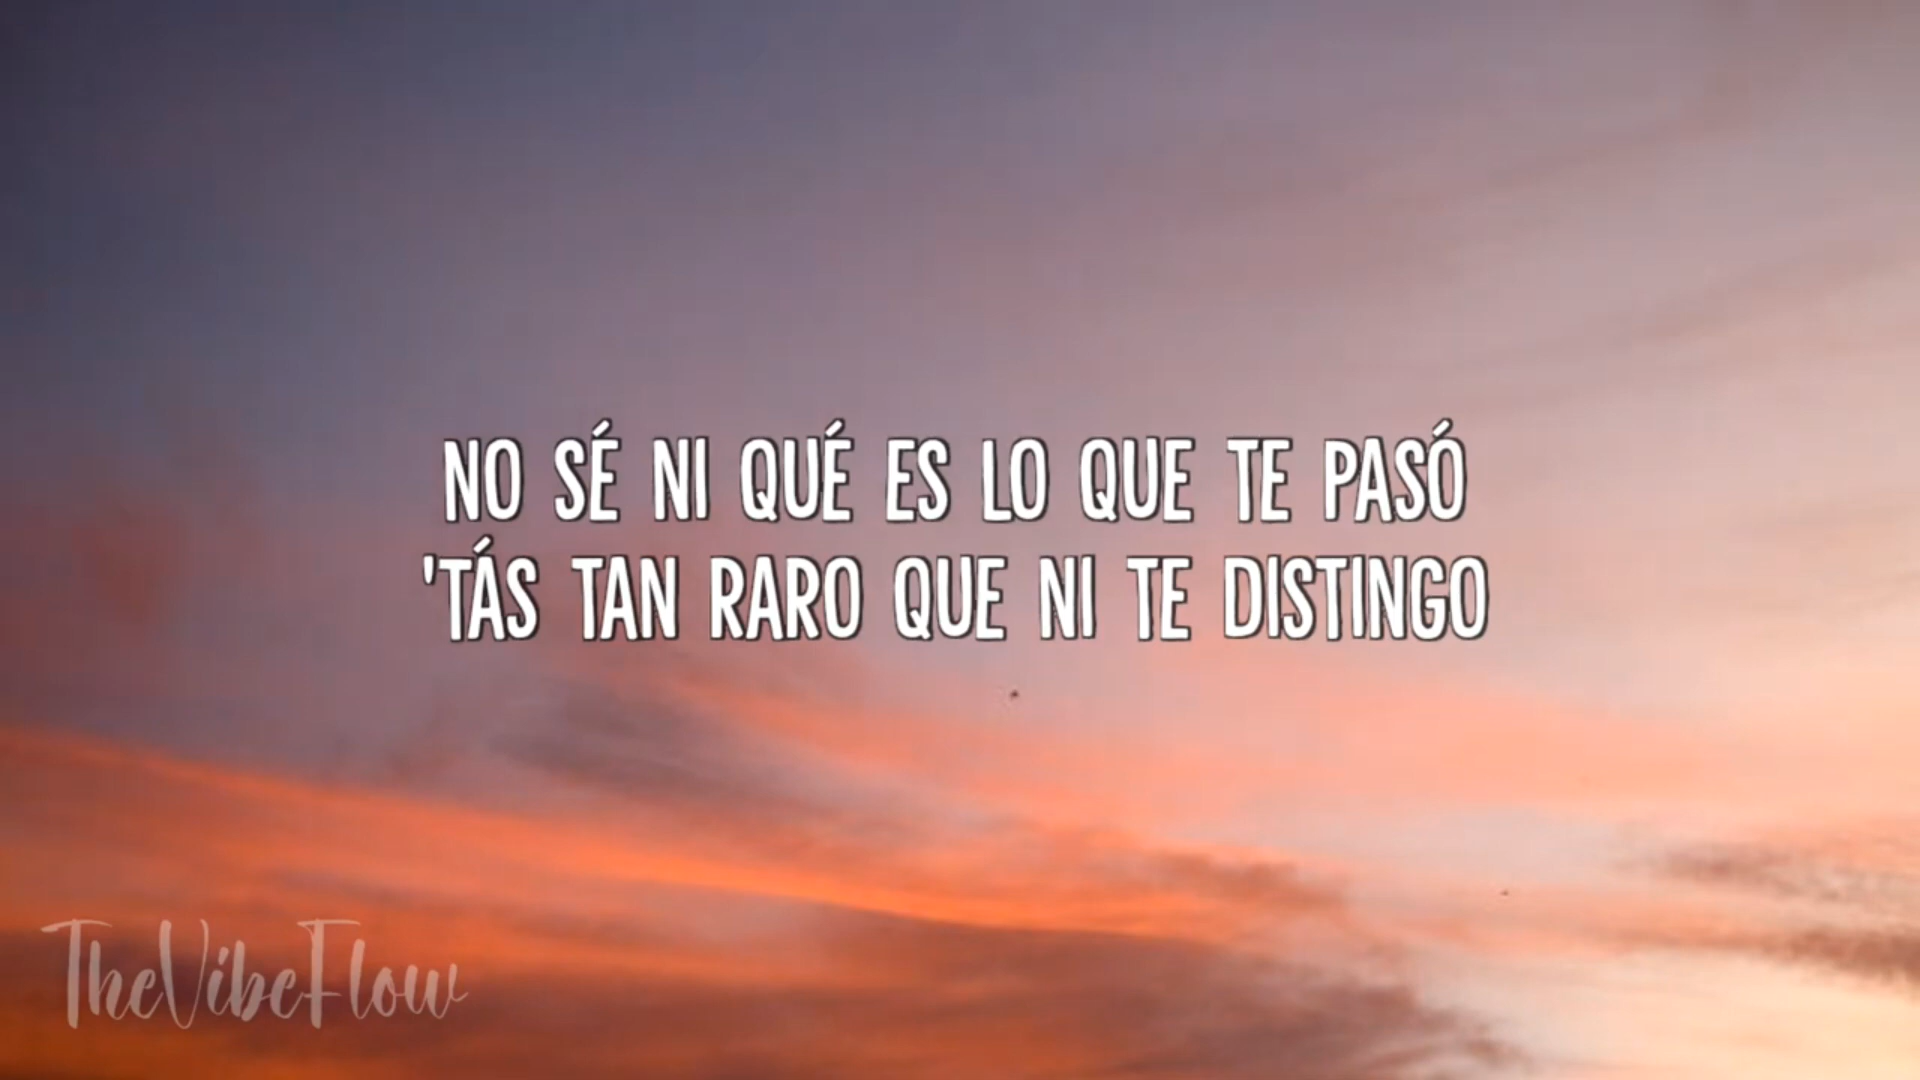 NO SÉ NI QUÉ ES LO QUE TE PASÓ
'TÁS TAN RARO QUE NI TE DISTINGO
TheVibeFlow